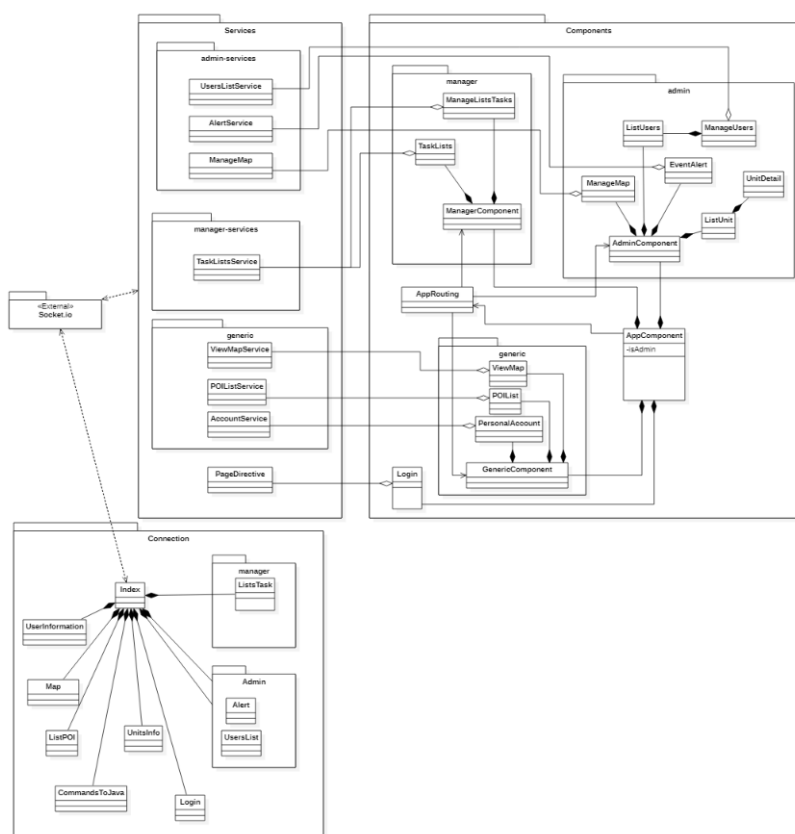 Services
admin-services
UsersListService
AlertService
ManageMap
manager-services
TaskListsService
generic
ViewMapService
POIListService
AccountService
PageDirective
Components
manager
ManageListsTasks
TaskLists
ManagerComponent
admin
ListUsers
ManageUsers
EventAlert
UnitDetail
ManageMap
ListUnit
AdminComponent
AppRouting
AppComponent
-isAdmin
generic
ViewMap
POIList
PersonalAccount
GenericComponent
Login
«External»
Socket.io
Connection
Index
manager
ListsTask
UserInformation
Map
ListPOI
UnitsInfo
CommandsToJava
Login
Admin
Alert
UsersList